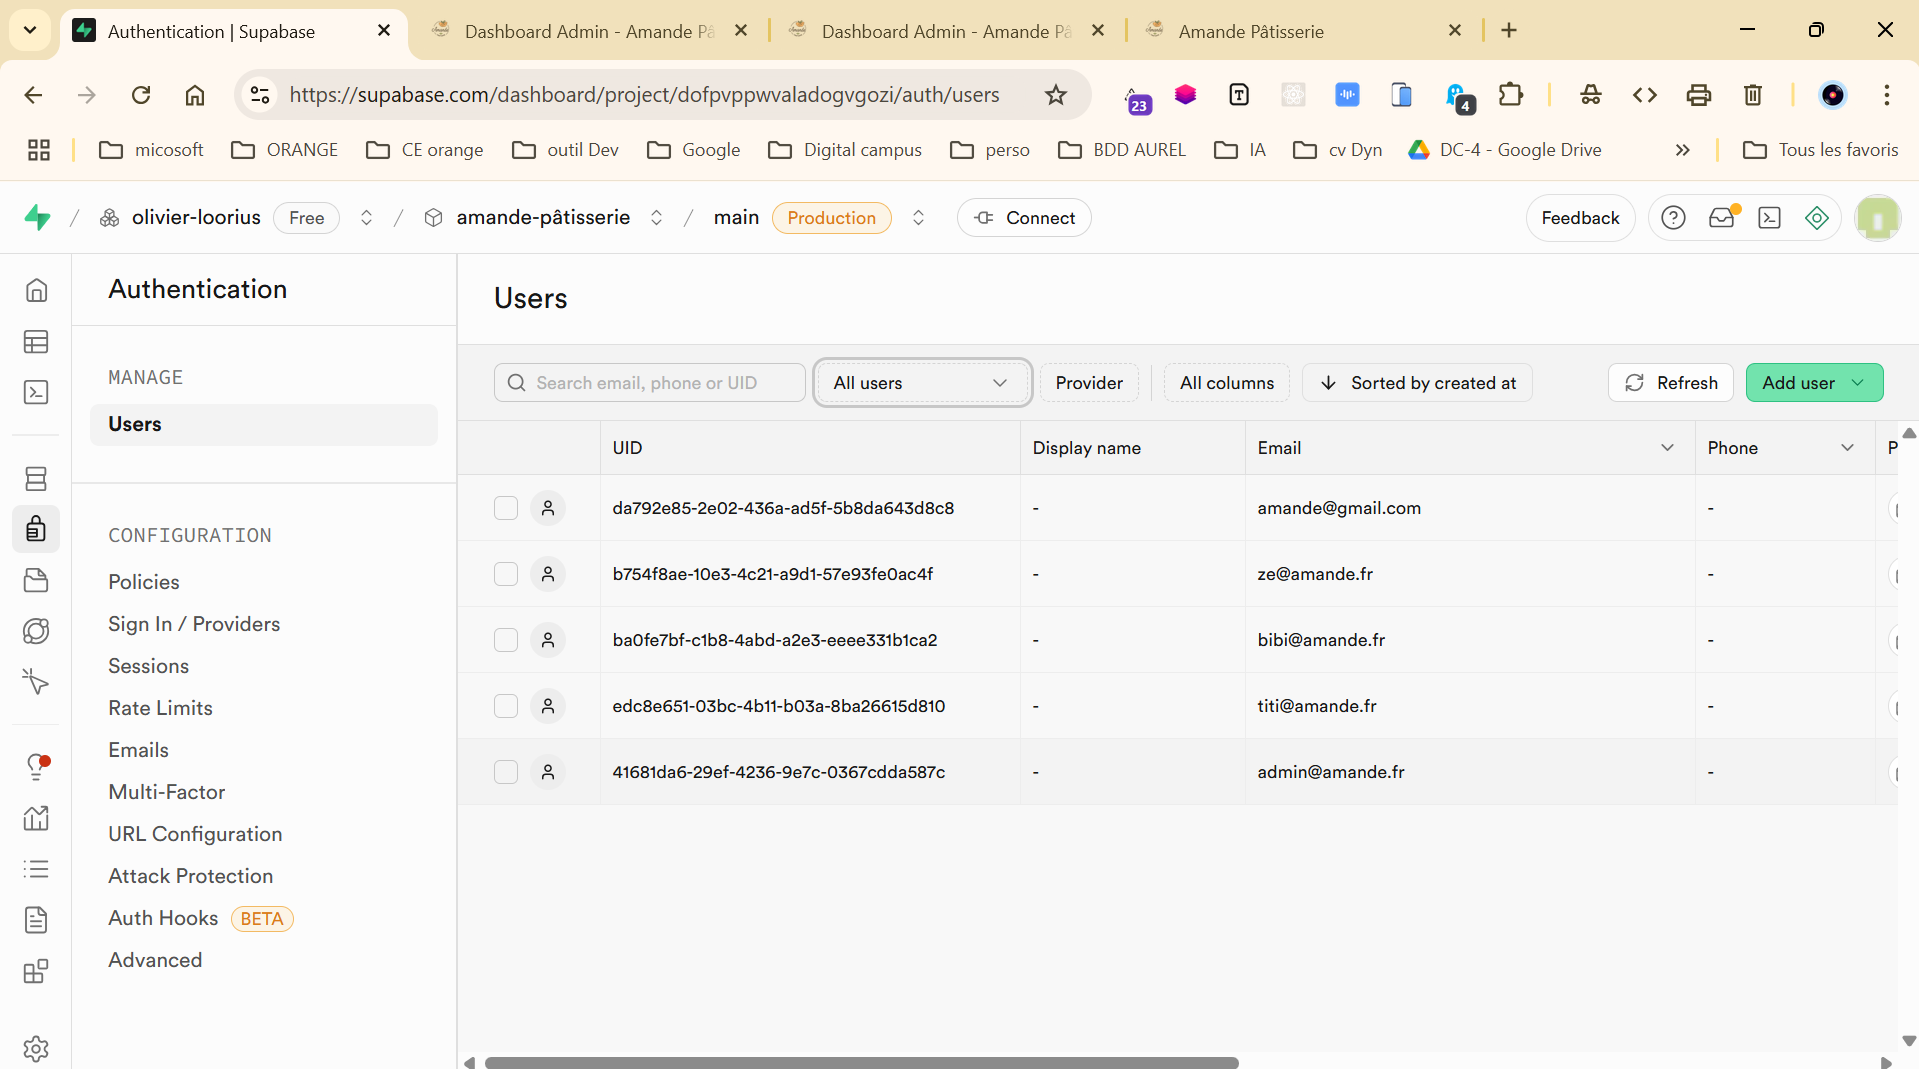 Authentication | Supabase
Dashboard Admin - Amande Pâ
Dashboard Admin - Amande Pâ
Amande Pâtisserie
https://supabase.com/dashboard/project/dofpvppwvaladogvgozi/auth/users
23
4
micosoft
ORANGE
CE orange
outil Dev
Google
Digital campus
perso
BDD AUREL
IA
cv Dyn
DC-4 - Google Drive
Tous les favoris
olivier-loorius
Free
amande-pâtisserie
main
Production
Connect
Feedback
Authentication
MANAGE
Users
CONFIGURATION
Policies
Sign In / Providers
Sessions
Rate Limits
Emails
Multi-Factor
URL Configuration
Attack Protection
Auth Hooks BETA
Advanced
Users
Search email, phone or UID
All users
Provider
All columns
Sorted by created at
Refresh
Add user
UID Display name Email Phone P
da792e85-2e02-436a-ad5f-5b8da643d8c8 - amande@gmail.com -
b754f8ae-10e3-4c21-a9d1-57e93fe0ac4f - ze@amande.fr -
ba0fe7bf-c1b8-4abd-a2e3-eeee331b1ca2 - bibi@amande.fr -
edc8e651-03bc-4b11-b03a-8ba26615d810 - titi@amande.fr -
41681da6-29ef-4236-9e7c-0367cdda587c - admin@amande.fr -